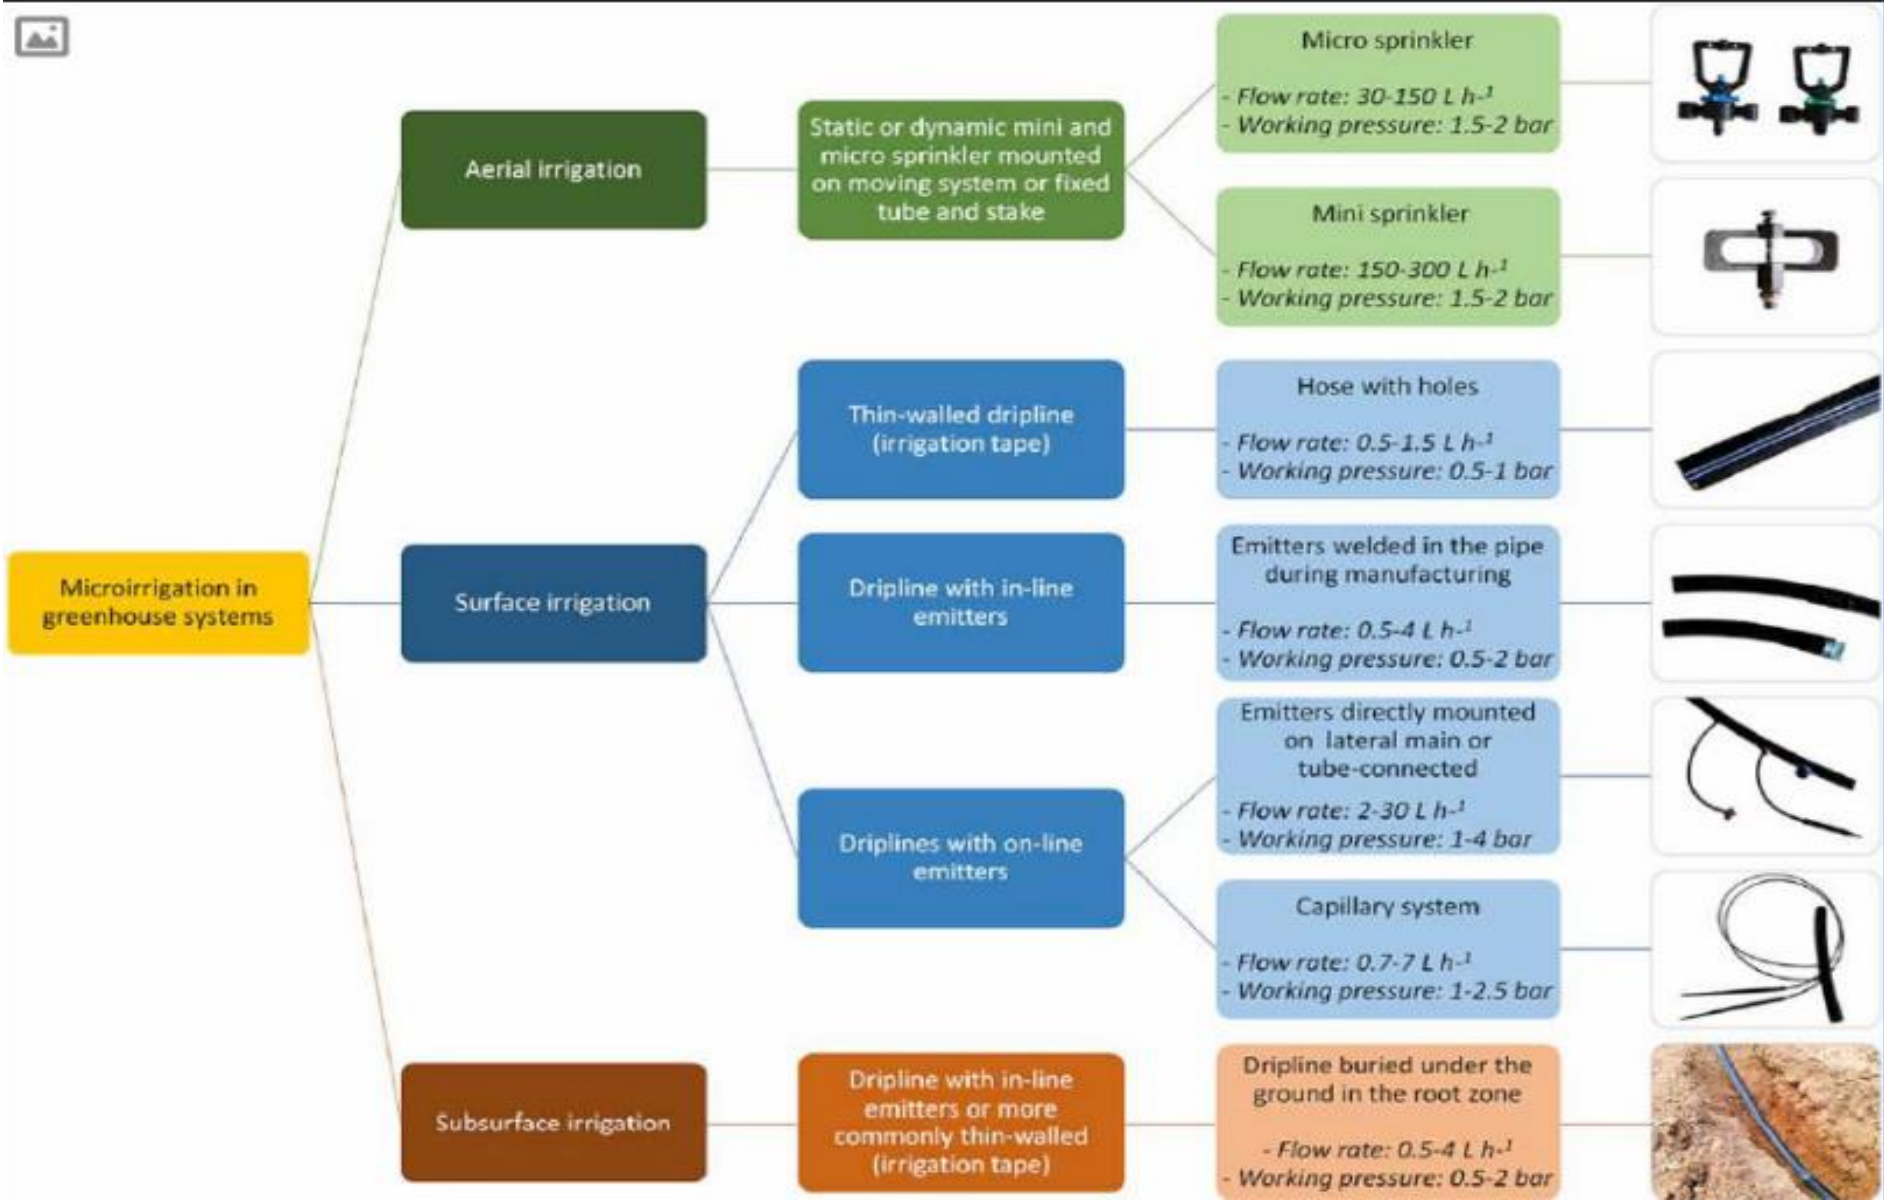 Microirrigation in
greenhouse systems
Aerial irrigation
Static or dynamic mini and
micro sprinkler mounted
on moving system or fixed
tube and stake
Micro sprinkler
- Flow rate: 30-150 L h-¹
- Working pressure: 1.5-2 bar
Mini sprinkler
- Flow rate: 150-300 L h-¹
- Working pressure: 1.5-2 bar
Surface irrigation
Thin-walled dripline
(irrigation tape)
Hose with holes
- Flow rate: 0.5-1.5 L h-¹
- Working pressure: 0.5-1 bar
Dripline with in-line
emitters
Emitters welded in the pipe
during manufacturing
- Flow rate: 0.5-4 L h-¹
- Working pressure: 0.5-2 bar
Driplines with on-line
emitters
Emitters directly mounted
on lateral main or
tube-connected
- Flow rate: 2-30 L h-¹
- Working pressure: 1-4 bar
Capillary system
- Flow rate: 0.7-7 L h-¹
- Working pressure: 1-2.5 bar
Subsurface irrigation
Dripline with in-line
emitters or more
commonly thin-walled
(irrigation tape)
Dripline buried under the
ground in the root zone
- Flow rate: 0.5-4 L h-¹
- Working pressure: 0.5-2 bar